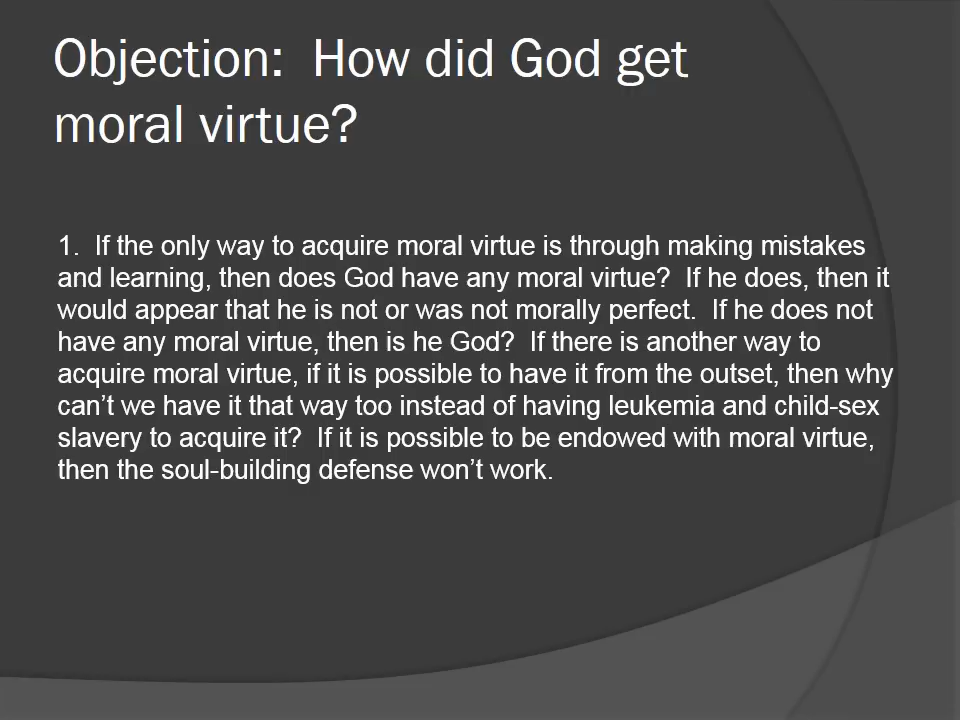 Objection:  How did God get
moral virtue?
1.  If the only way to acquire moral virtue is through making mistakes
and learning, then does God have any moral virtue?  If he does, then it
would appear that he is not or was not morally perfect.  If he does not
have any moral virtue, then is he God?  If there is another way to
acquire moral virtue, if it is possible to have it from the outset, then why
can’t we have it that way too instead of having leukemia and child-sex
slavery to acquire it?  If it is possible to be endowed with moral virtue,
then the soul-building defense won’t work.